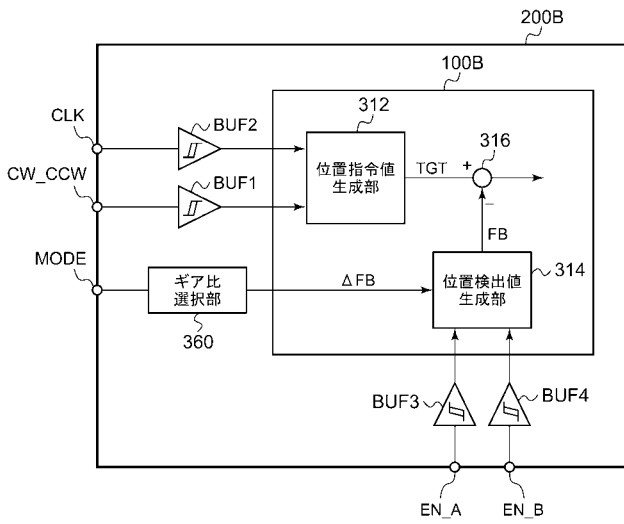 200B
100B
CLK
BUF2
312
位置指令値
生成部
TGT
+
316
−
CW_CCW
BUF1
FB
MODE
ギア比
選択部
360
ΔFB
位置検出値
生成部
314
BUF3
BUF4
EN_A
EN_B